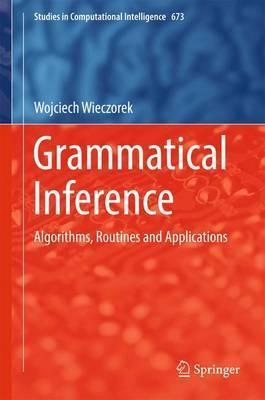 Studies in Computational Intelligence 673
Wojciech Wieczorek
Grammatical
Inference
Algorithms, Routines and Applications
Springer